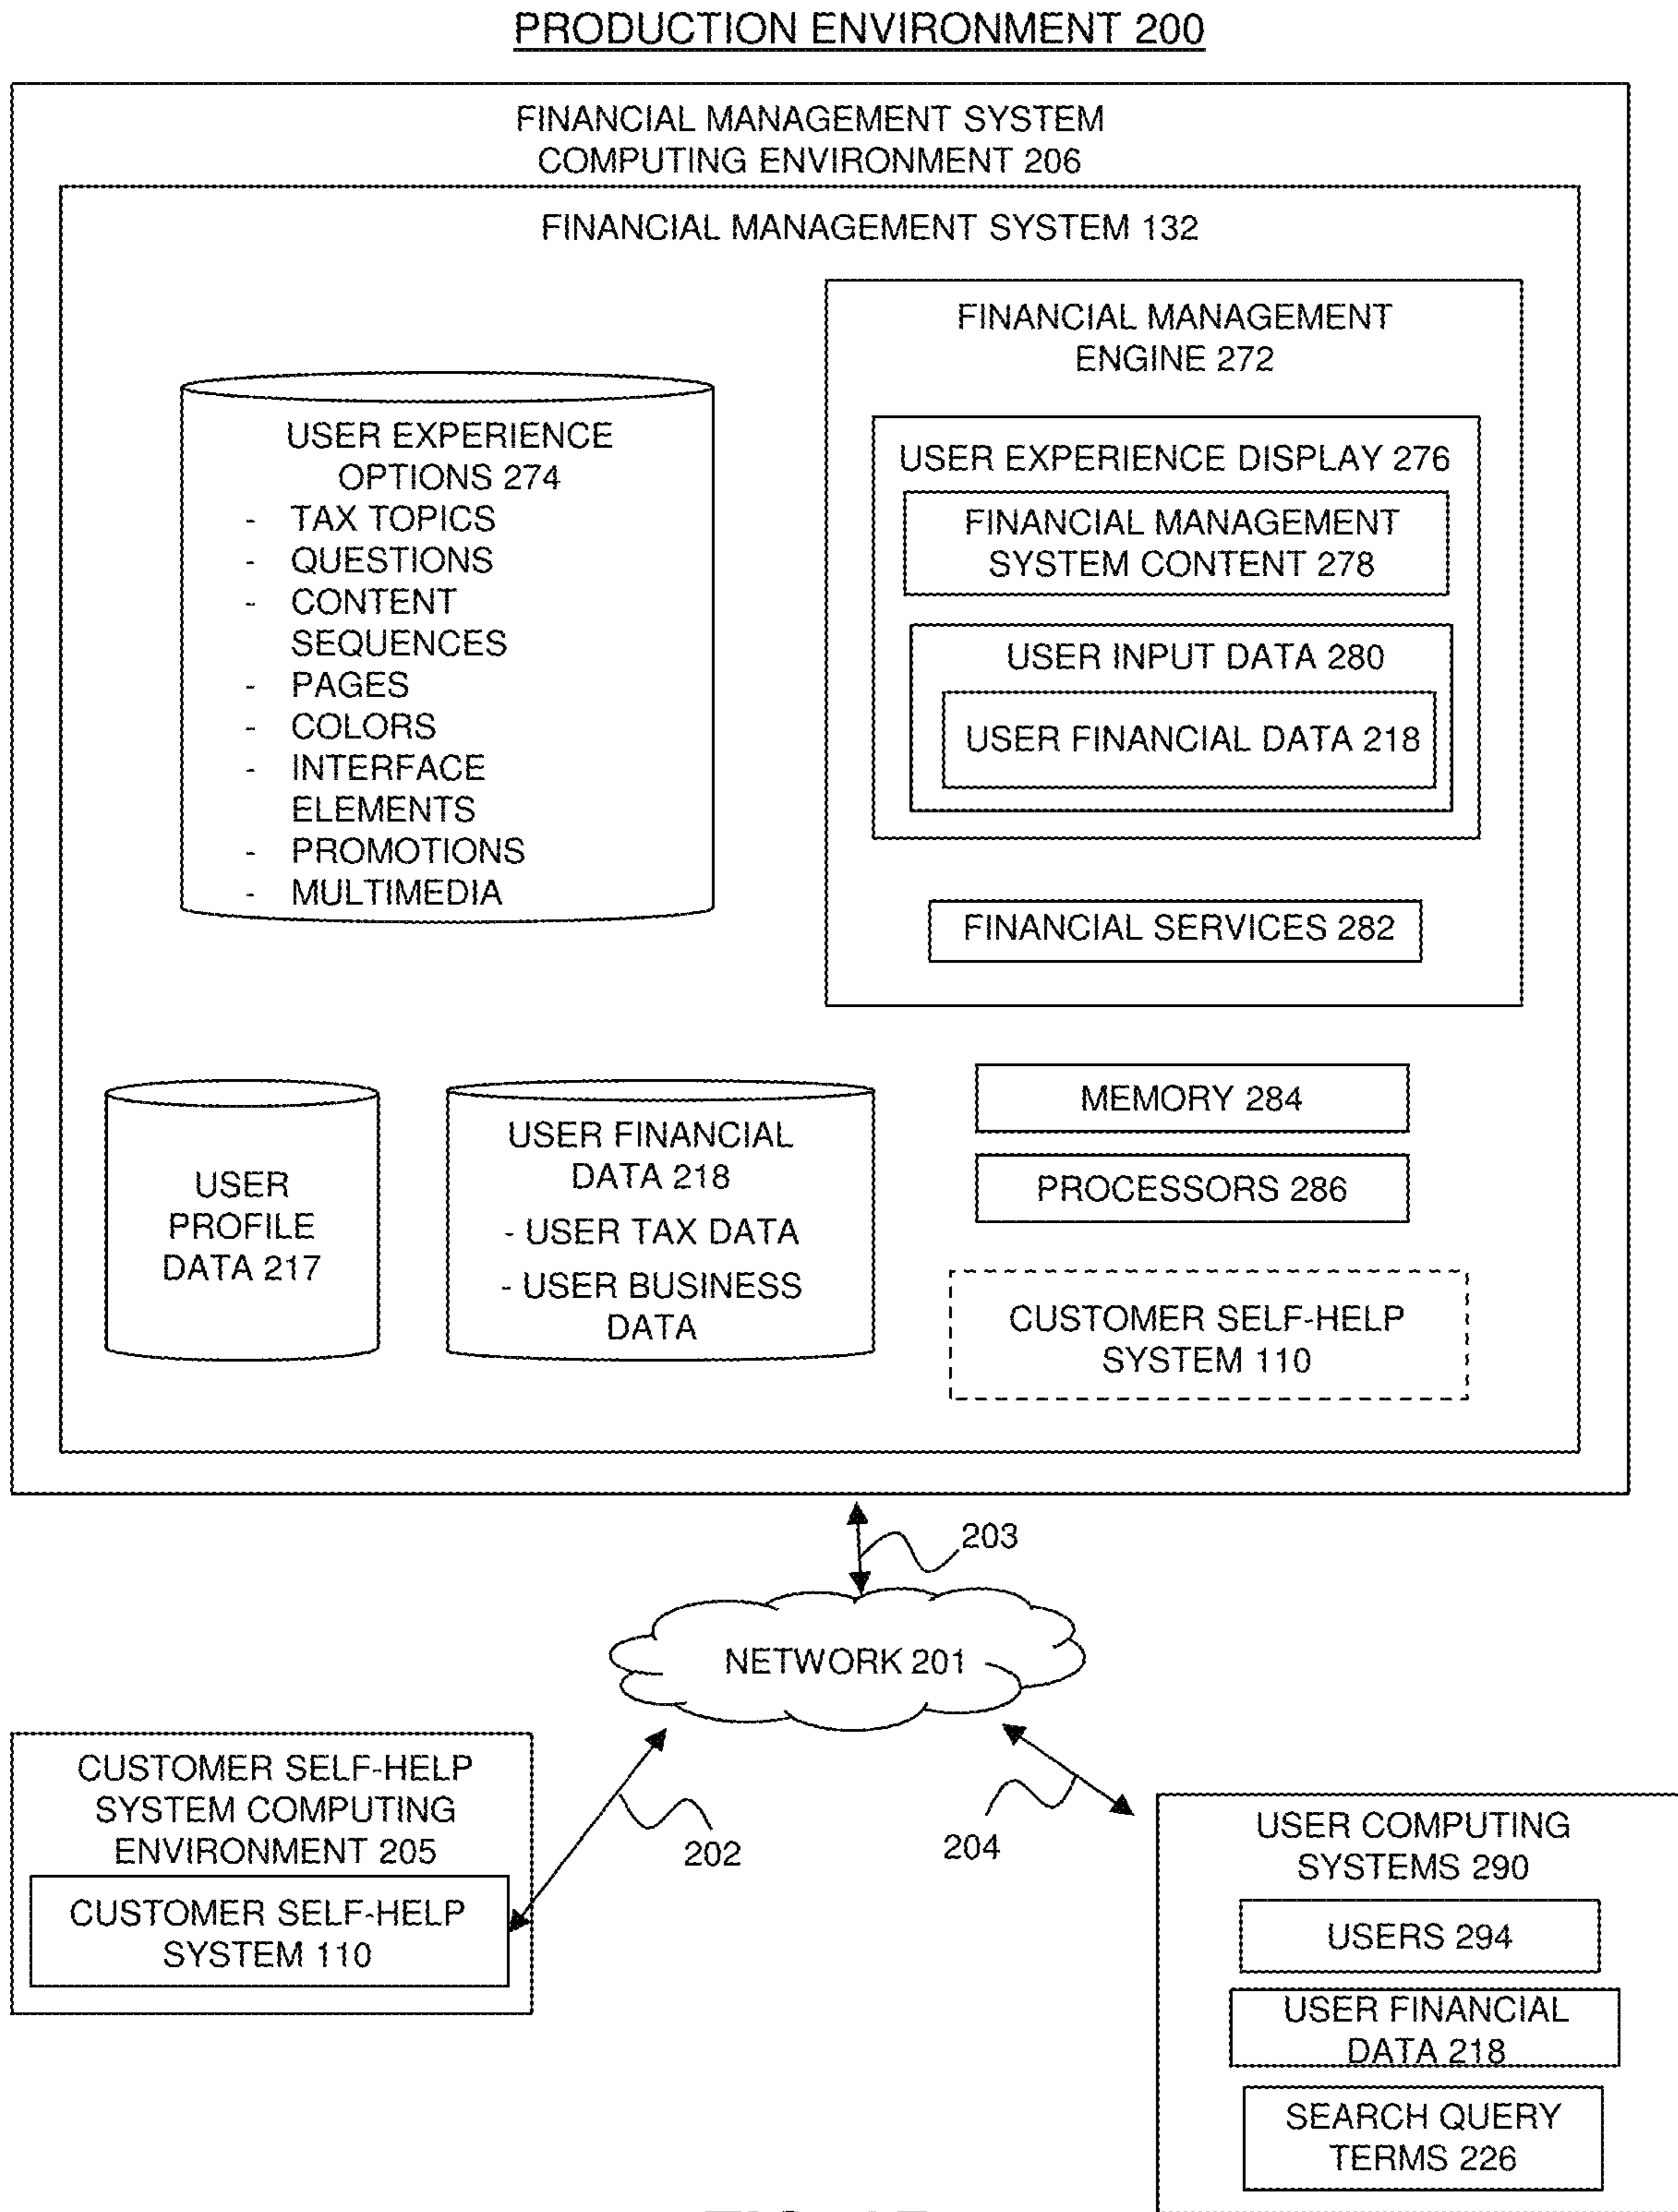 PRODUCTION ENVIRONMENT 200
FINANCIAL MANAGEMENT SYSTEM
COMPUTING ENVIRONMENT 206
FINANCIAL MANAGEMENT SYSTEM 132
USER EXPERIENCE
OPTIONS 274
- TAX TOPICS
- QUESTIONS
- CONTENT
SEQUENCES
- PAGES
- COLORS
- INTERFACE
ELEMENTS
- PROMOTIONS
- MULTIMEDIA
FINANCIAL MANAGEMENT
ENGINE 272
USER EXPERIENCE DISPLAY 276
FINANCIAL MANAGEMENT
SYSTEM CONTENT 278
USER INPUT DATA 280
USER FINANCIAL DATA 218
FINANCIAL SERVICES 282
USER
PROFILE
DATA 217
USER FINANCIAL
DATA 218
- USER TAX DATA
- USER BUSINESS
DATA
MEMORY 284
PROCESSORS 286
CUSTOMER SELF-HELP
SYSTEM 110
203
NETWORK 201
CUSTOMER SELF-HELP
SYSTEM COMPUTING
ENVIRONMENT 205
CUSTOMER SELF-HELP
SYSTEM 110
202
204
USER COMPUTING
SYSTEMS 290
USERS 294
USER FINANCIAL
DATA 218
SEARCH QUERY
TERMS 226